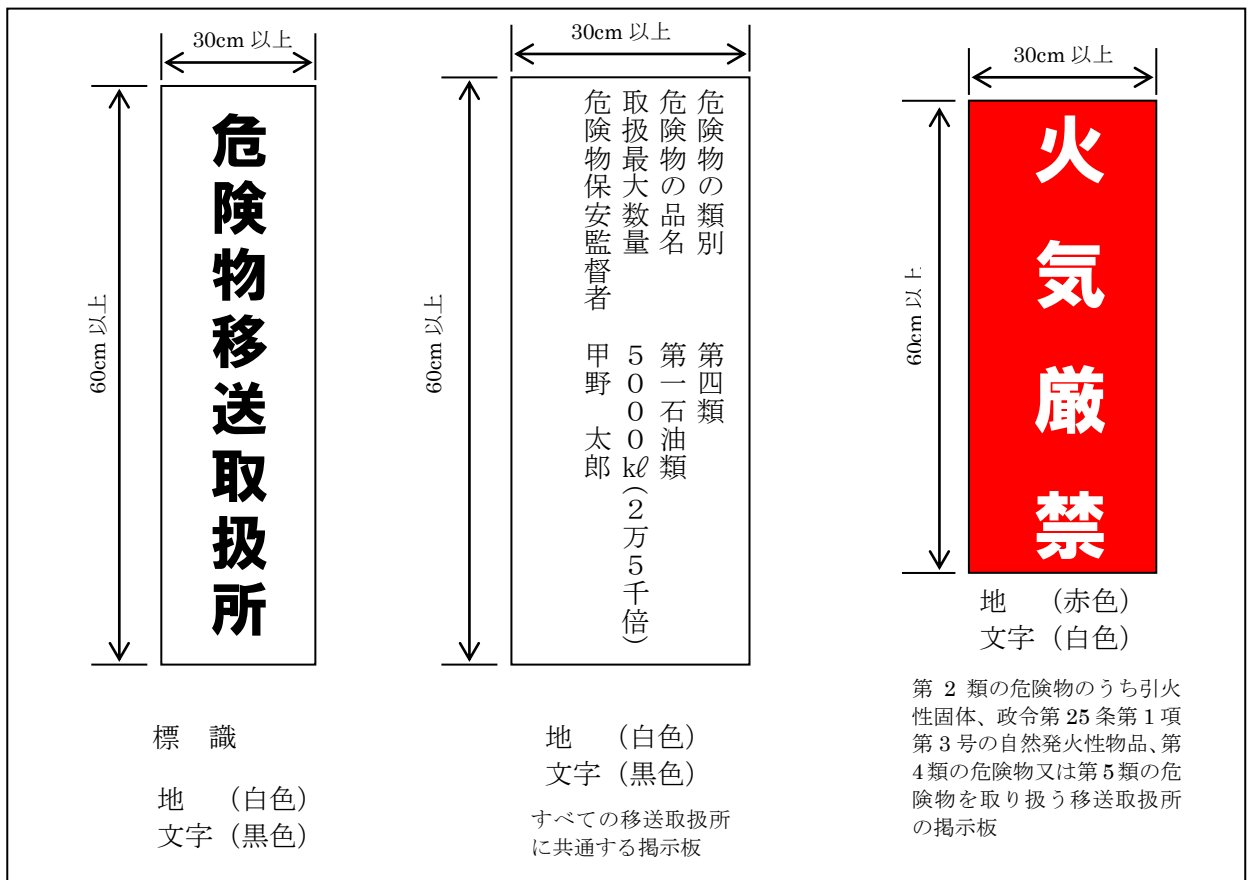 30cm 以上
60cm 以上
危険物移送取扱所
標 識
地 （白色）
文字（黒色）
30cm 以上
60cm 以上
危険物の類別 第四類
危険物の品名 第一石油類
取扱最大数量 ５０００kℓ（２万５千倍）
危険物保安監督者 甲野 太郎
地 （白色）
文字（黒色）
すべての移送取扱所
に共通する掲示板
30cm 以上
60cm 以上
火気厳禁
地 （赤色）
文字（白色）
第 2 類の危険物のうち引火
性固体、政令第 25 条第 1 項
第 3 号の自然発火性物品、第
4 類の危険物又は第 5 類の危
険物を取り扱う移送取扱所
の掲示板